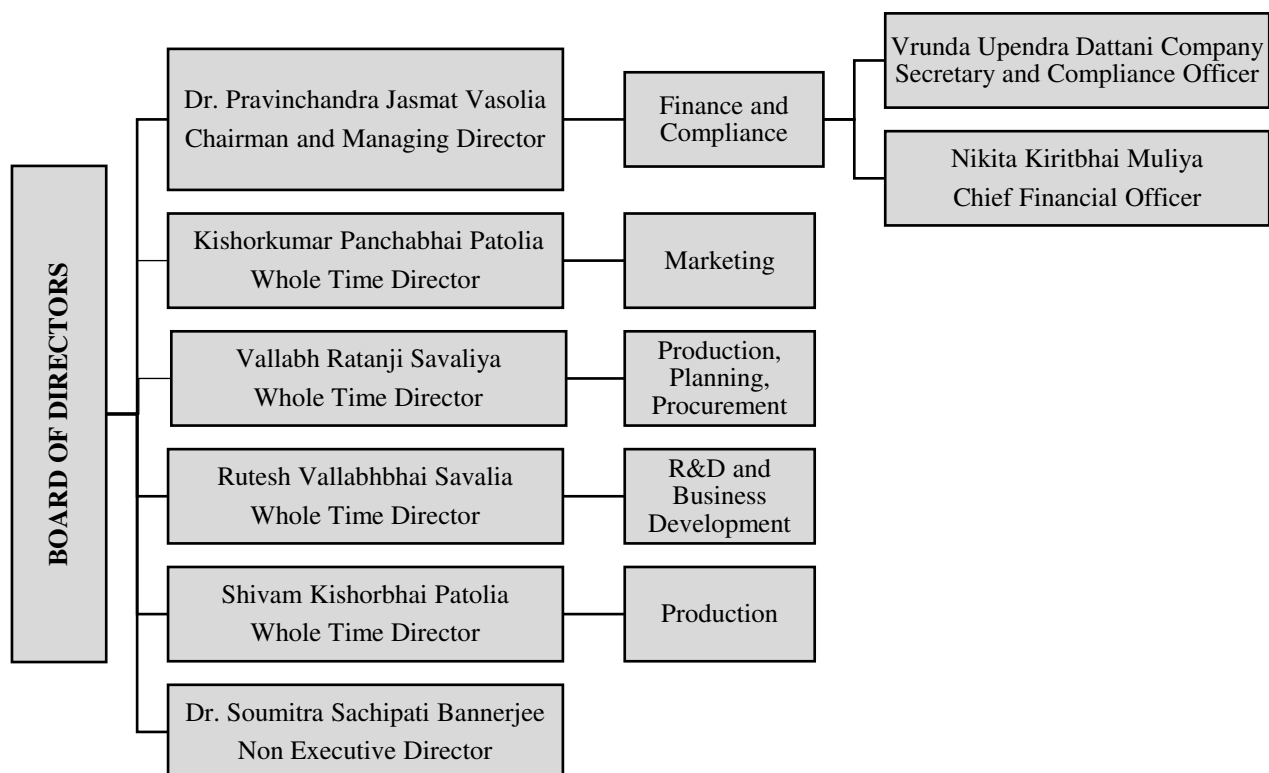 BOARD OF DIRECTORS
Dr. Pravinchandra Jasmat Vasolia
Chairman and Managing Director
Finance and
Compliance
Vrunda Upendra Dattani Company
Secretary and Compliance Officer
Nikita Kiritbhai Muliya
Chief Financial Officer
Kishorkumar Panchabhai Patolia
Whole Time Director
Marketing
Vallabh Ratanji Savaliya
Whole Time Director
Production,
Planning,
Procurement
Rutesh Vallabhbhai Savalia
Whole Time Director
R&D and
Business
Development
Shivam Kishorbhai Patolia
Whole Time Director
Production
Dr. Soumitra Sachipati Bannerjee
Non Executive Director